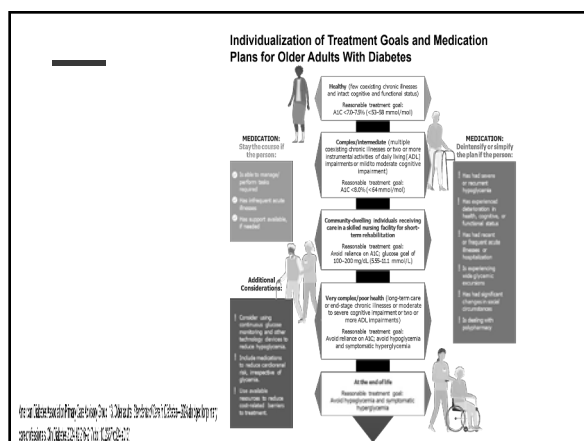 Individualization of Treatment Goals and Medication
Plans for Older Adults With Diabetes
Healthy (few coexisting chronic illnesses
and intact cognitive and functional status)
Reasonable treatment goal:
A1C <7.0–7.5% (<53–58 mmol/mol)
MEDICATION:
Stay the course if
the person:
Is able to manage/
perform tasks
required
Has infrequent acute
illnesses
Has support available,
if needed
Complex/intermediate (multiple
coexisting chronic illnesses or two or more
instrumental activities of daily living [ADL]
impairments or mild to moderate cognitive
impairment)
Reasonable treatment goal:
A1C <8.0% (<64 mmol/mol)
MEDICATION:
Deintensify or simplify
the plan if the person:
! Has had severe
or recurrent
hypoglycemia
! Has experienced
deterioration in
health, cognitive, or
functional status
! Has had recent
or frequent acute
illnesses or
hospitalization
! Is experiencing
wide glycemic
excursions
! Has had significant
changes in social
circumstances
! Is dealing with
polypharmacy
Community-dwelling individuals receiving
care in a skilled nursing facility for short-
term rehabilitation
Reasonable treatment goal:
Avoid reliance on A1C; glucose goal of
100–200 mg/dL (5.55–11.1 mmol/L)
Additional
Considerations:
! Consider using
continuous glucose
monitoring and other
technology devices to
reduce hypoglycemia.
! Include medications
to reduce cardiorenal
risk, irrespective of
glycemia.
! Use available
resources to reduce
cost-related barriers
to treatment.
Very complex/poor health (long-term care
or end-stage chronic illnesses or moderate
to severe cognitive impairment or two or
more ADL impairments)
Reasonable treatment goal:
Avoid reliance on A1C; avoid hypoglycemia
and symptomatic hyperglycemia
At the end of life
Reasonable treatment goal:
Avoid hypoglycemia and symptomatic
hyperglycemia
American Diabetes Association Primary Care Advisory Group